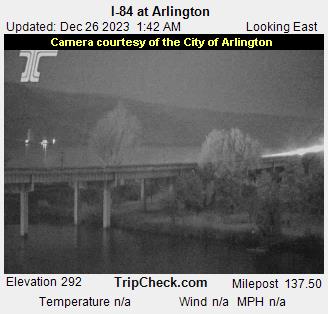 I-84 at Arlington
Updated: Dec 26 2023 1:42 AM Looking East
Camera courtesy of the City of Arlington
Elevation 292 TripCheck.com Milepost 137.50
Temperature n/a Wind n/a MPH n/a